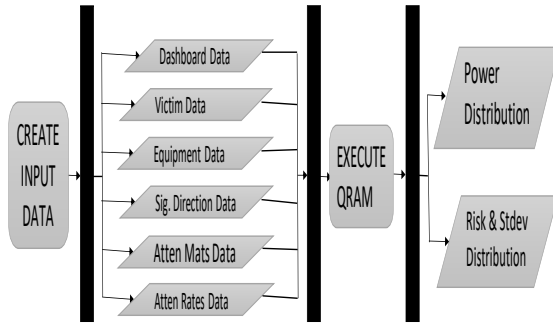 CREATE
INPUT
DATA
Dashboard Data
Victim Data
Equipment Data
Sig. Direction Data
Atten Mats Data
Atten Rates Data
EXECUTE
QRAM
Power
Distribution
Risk & Stdev
Distribution